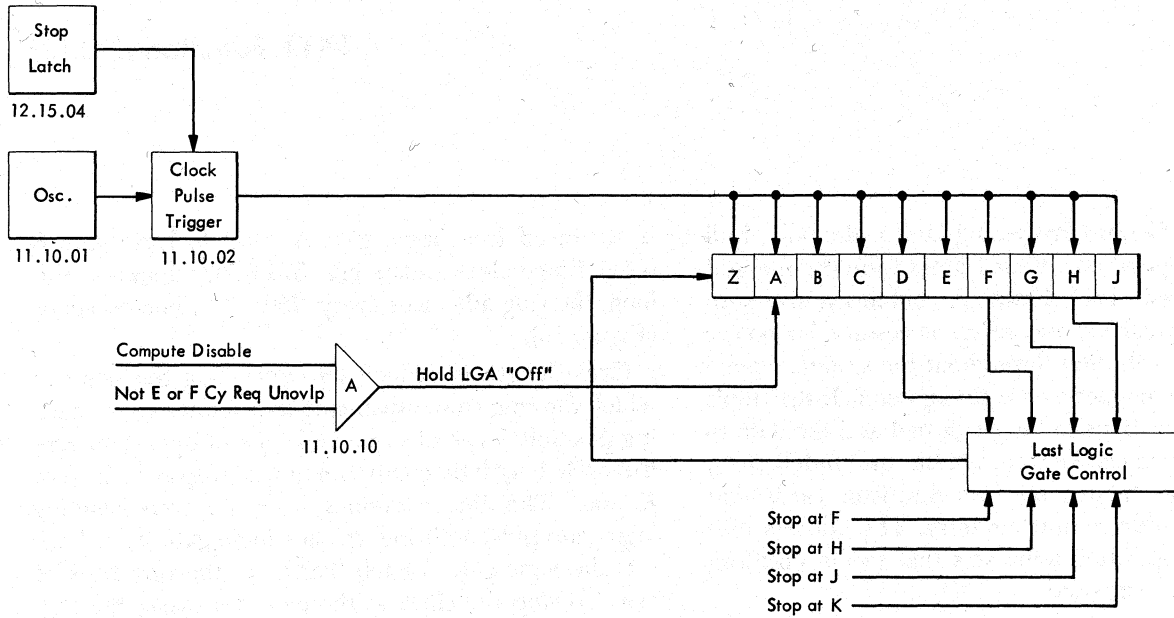 Stop
Latch
12.15.04
Osc.
11.10.01
Clock
Pulse
Trigger
11.10.02
Z A B C D E F G H J
Compute Disable
Not E or F Cy Req Unovlp
A
11.10.10
Hold LGA "Off"
Last Logic
Gate Control
Stop at F
Stop at H
Stop at J
Stop at K